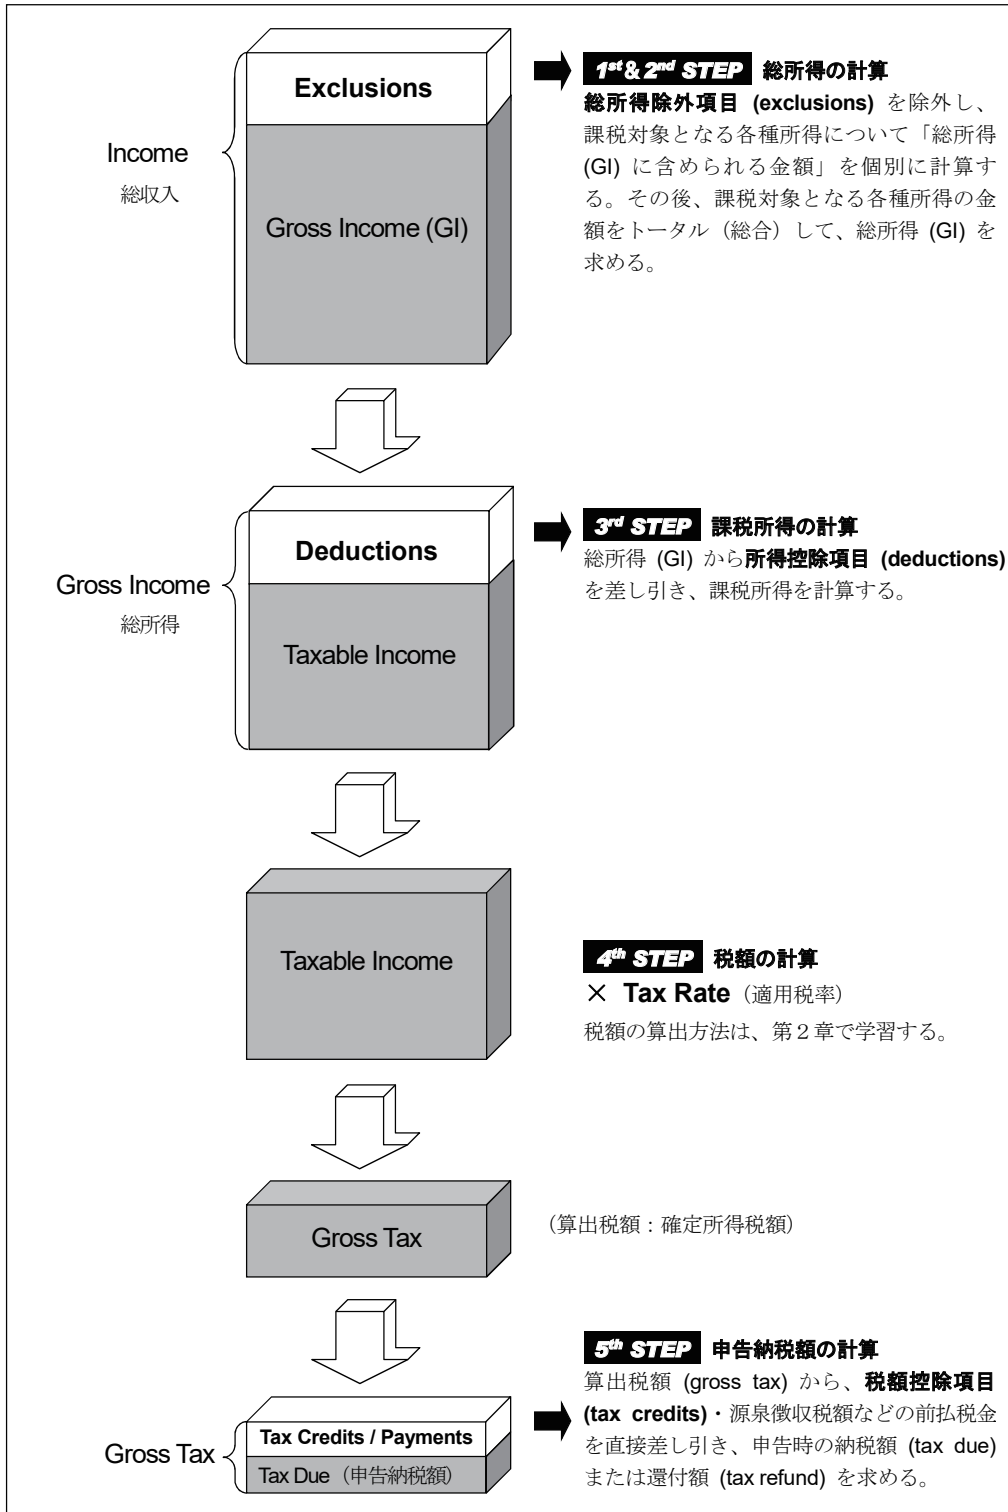 Exclusions
Income
総収入
Gross Income (GI)
1st & 2nd STEP 総所得の計算
総所得除外項目 (exclusions) を除外し、
課税対象となる各種所得について「総所得
(GI) に含められる金額」を個別に計算す
る。その後、課税対象となる各種所得の金
額をトータル（総合）して、総所得 (GI) を
求める。
Deductions
Gross Income
総所得
Taxable Income
3rd STEP 課税所得の計算
総所得 (GI) から所得控除項目 (deductions)
を差し引き、課税所得を計算する。
Taxable Income
4th STEP 税額の計算
× Tax Rate（適用税率）
税額の算出方法は、第２章で学習する。
Gross Tax
（算出税額：確定所得税額）
Gross Tax
Tax Credits / Payments
Tax Due（申告納税額）
5th STEP 申告納税額の計算
算出税額 (gross tax) から、税額控除項目
(tax credits)・源泉徴収税額などの前払税金
を直接差し引き、申告時の納税額 (tax due)
または還付額 (tax refund) を求める。